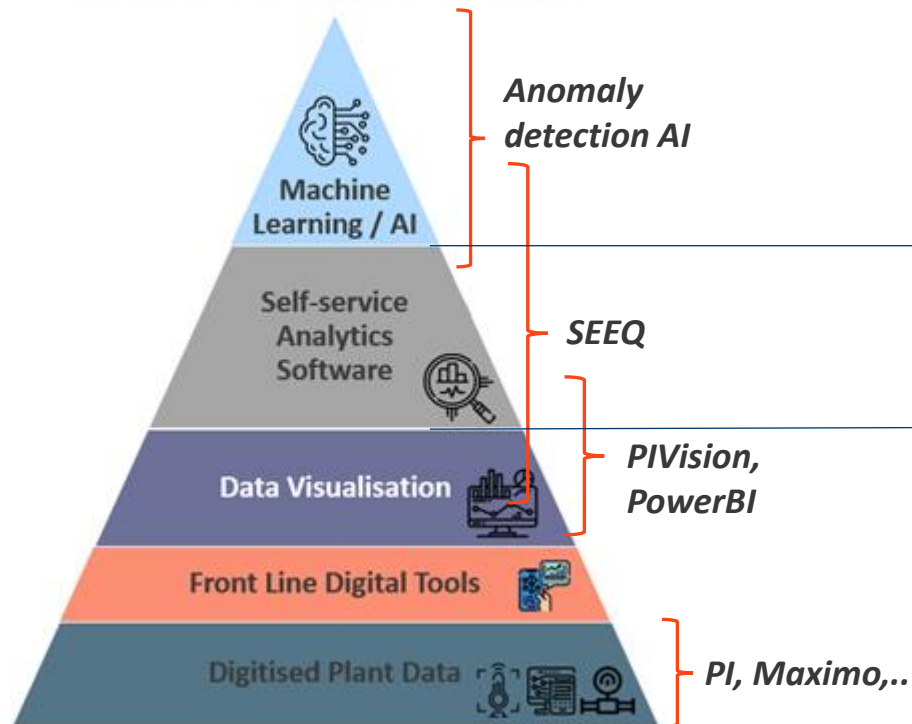 Anomaly
detection AI
Machine
Learning / AI
Self-service
Analytics
Software
SEEQ
PIVision,
PowerBI
Data Visualisation
Front Line Digital Tools
Digitised Plant Data
PI, Maximo,..